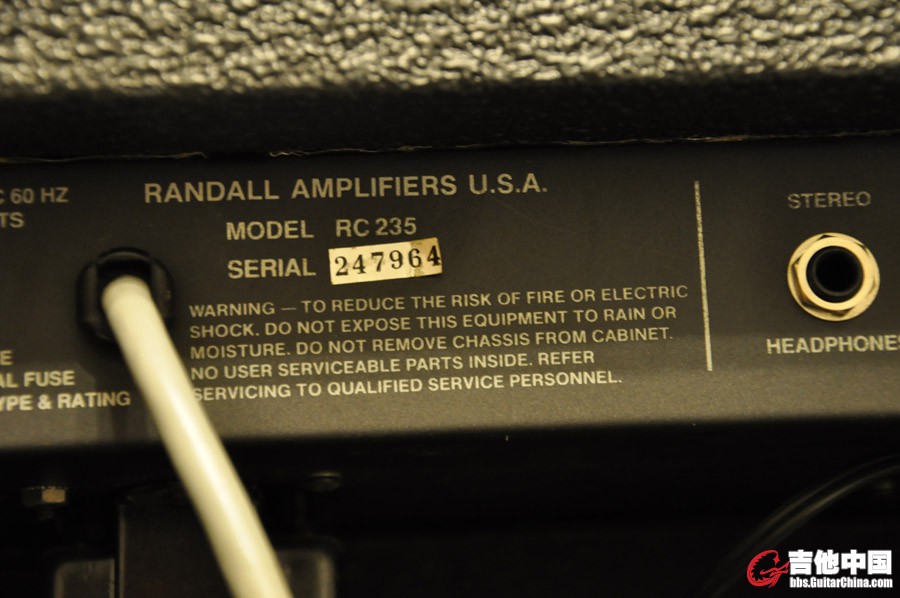 C 60 HZ
TS
RANDALL AMPLIFIERS U.S.A.
MODEL RC 235
SERIAL 247964
WARNING — TO REDUCE THE RISK OF FIRE OR ELECTRIC
SHOCK. DO NOT EXPOSE THIS EQUIPMENT TO RAIN OR
MOISTURE. DO NOT REMOVE CHASSIS FROM CABINET.
NO USER SERVICEABLE PARTS INSIDE. REFER
SERVICING TO QUALIFIED SERVICE PERSONNEL.
E
AL FUSE
YPE & RATING
STEREO
HEADPHONES
吉他中国
bbs.GuitarChina.com